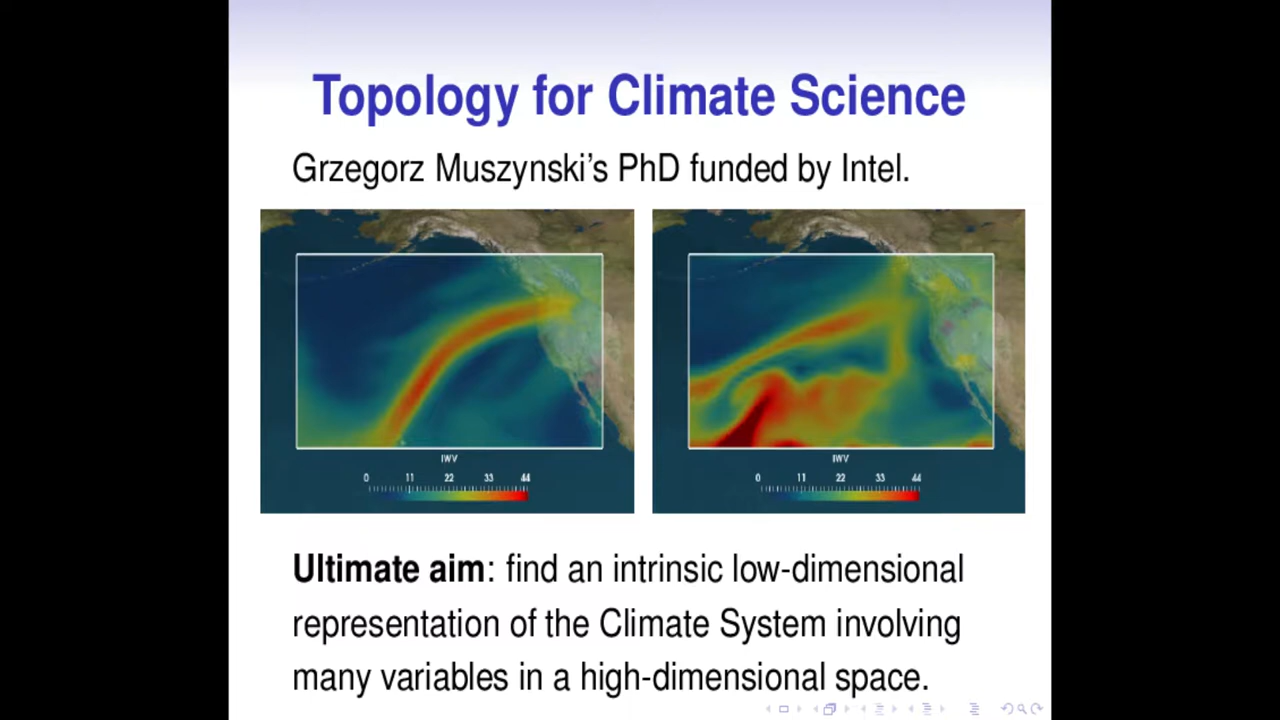 Topology for Climate Science
Grzegorz Muszynski's PhD funded by Intel.
IWV
0 11 22 33 44
IWV
0 11 22 33 44
Ultimate aim: find an intrinsic low-dimensional
representation of the Climate System involving
many variables in a high-dimensional space.